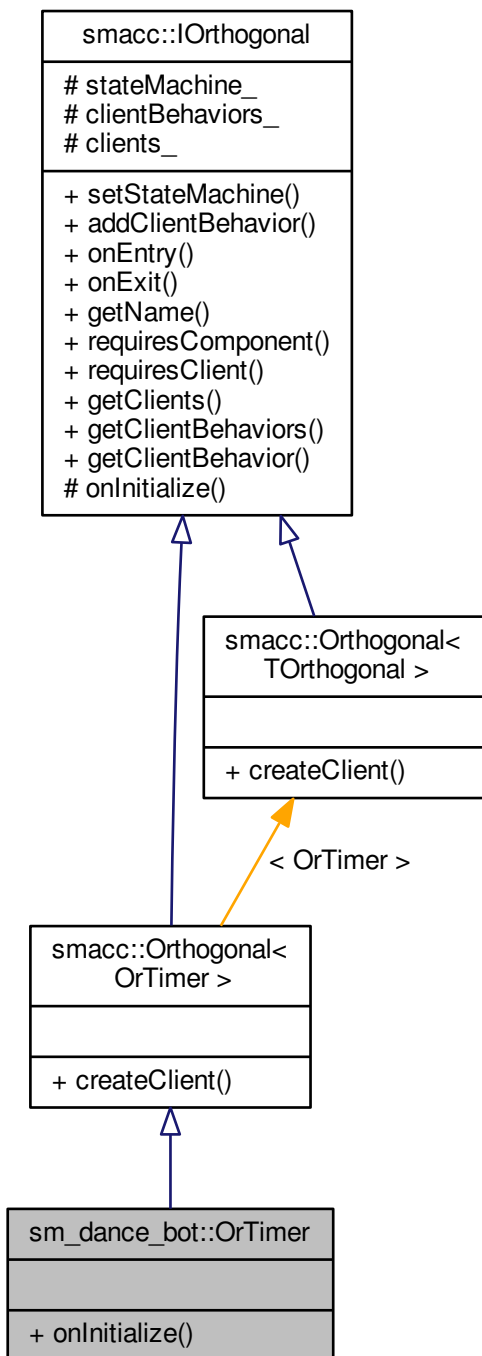 smacc::IOrthogonal
# stateMachine_
# clientBehaviors_
# clients_
+ setStateMachine()
+ addClientBehavior()
+ onEntry()
+ onExit()
+ getName()
+ requiresComponent()
+ requiresClient()
+ getClients()
+ getClientBehaviors()
+ getClientBehavior()
# onInitialize()
smacc::Orthogonal<
TOrthogonal >
+ createClient()
< OrTimer >
smacc::Orthogonal<
OrTimer >
+ createClient()
sm_dance_bot::OrTimer
+ onInitialize()